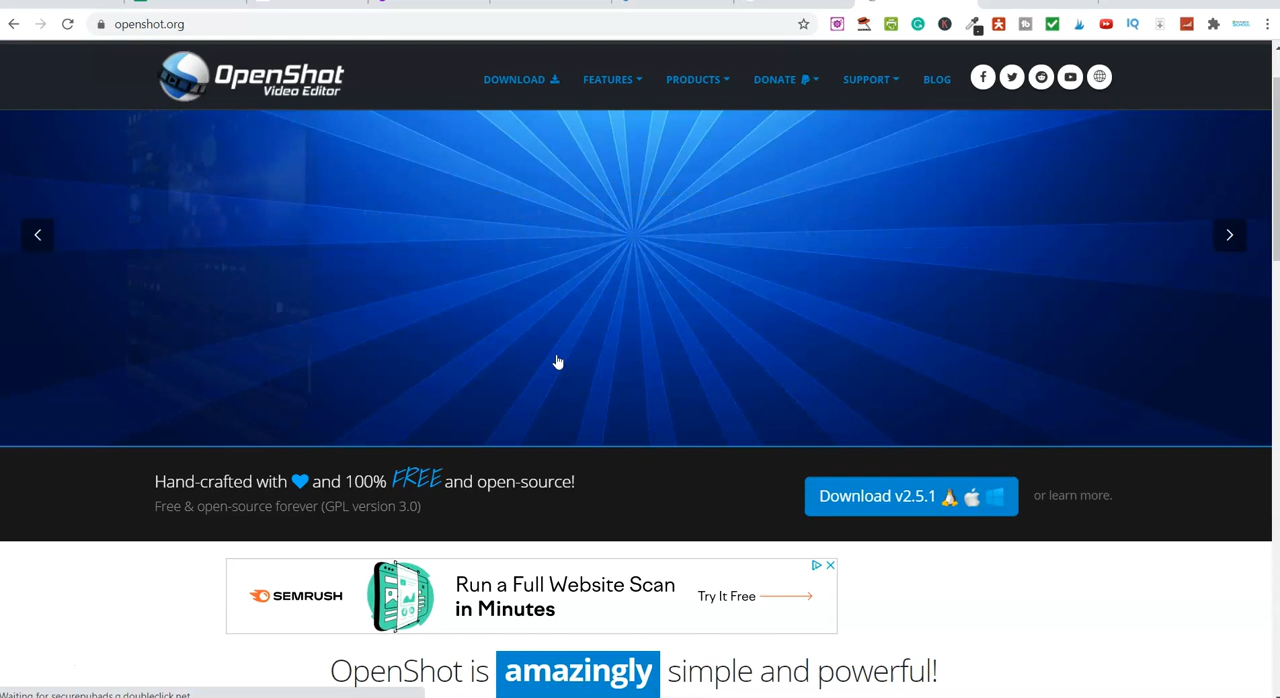 openshot.org
IQ
OpenShot
Video Editor
DOWNLOAD
FEATURES
PRODUCTS
DONATE
SUPPORT
BLOG
Hand-crafted with and 100% FREE and open-source!
Free & open-source forever (GPL version 3.0)
Download v2.5.1
or learn more.
SEMRUSH
Run a Full Website Scan
in Minutes
Try It Free
OpenShot is amazingly simple and powerful!
Waiting for securepubads.g.doubleclick.net